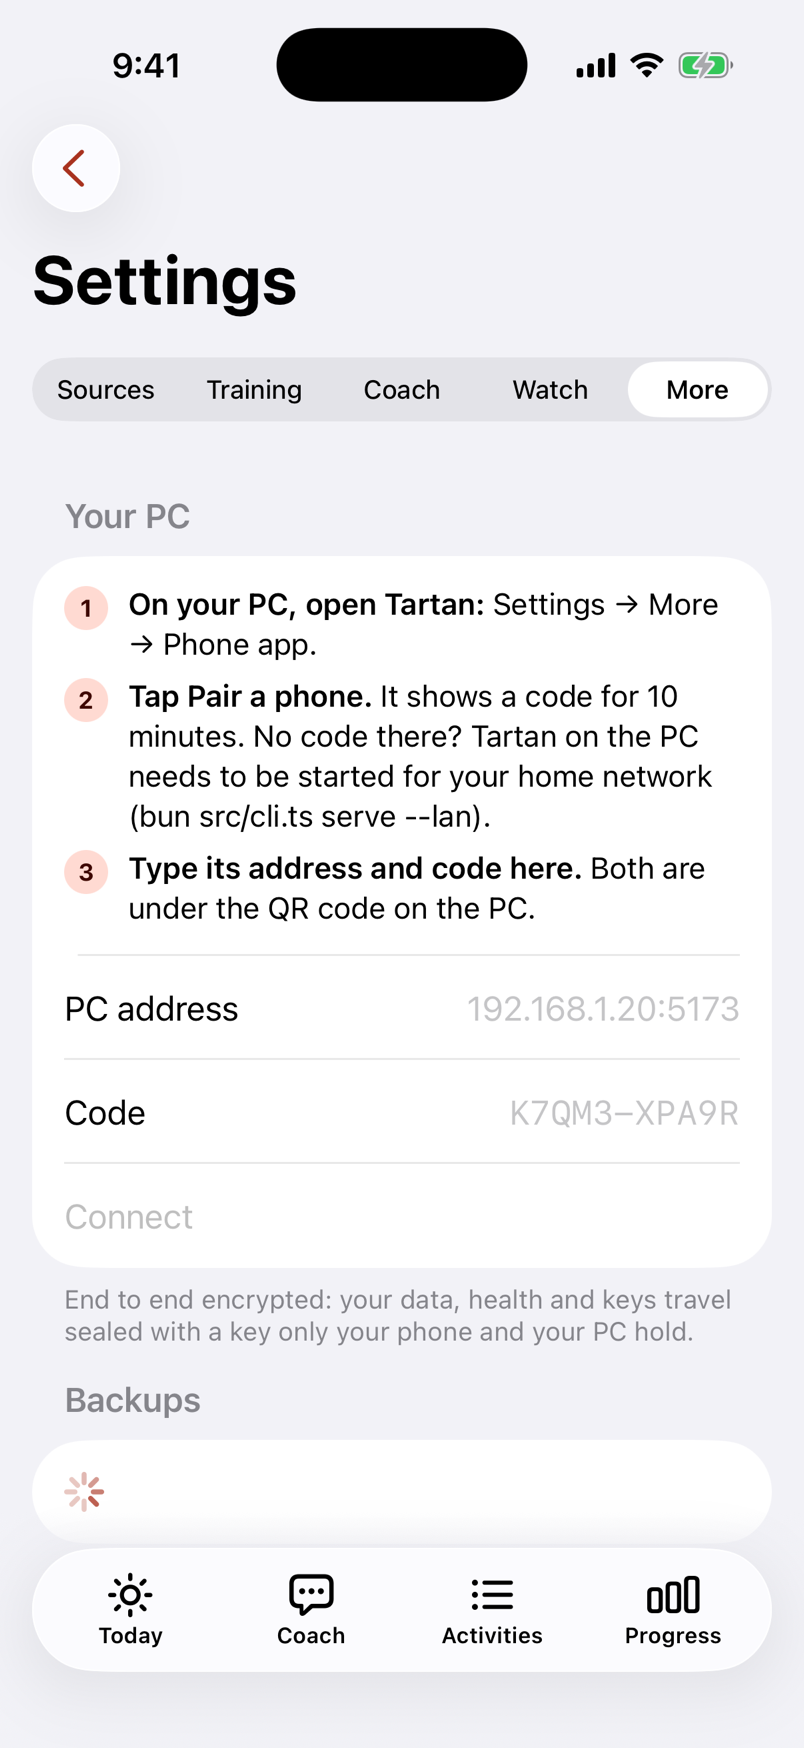 9:41
Settings
Sources Training Coach Watch More
Your PC
1 On your PC, open Tartan: Settings → More
→ Phone app.
2 Tap Pair a phone. It shows a code for 10
minutes. No code there? Tartan on the PC
needs to be started for your home network
(bun src/cli.ts serve --lan).
3 Type its address and code here. Both are
under the QR code on the PC.
PC address 192.168.1.20:5173
Code K7QM3–XPA9R
Connect
End to end encrypted: your data, health and keys travel
sealed with a key only your phone and your PC hold.
Backups
Today Coach Activities Progress